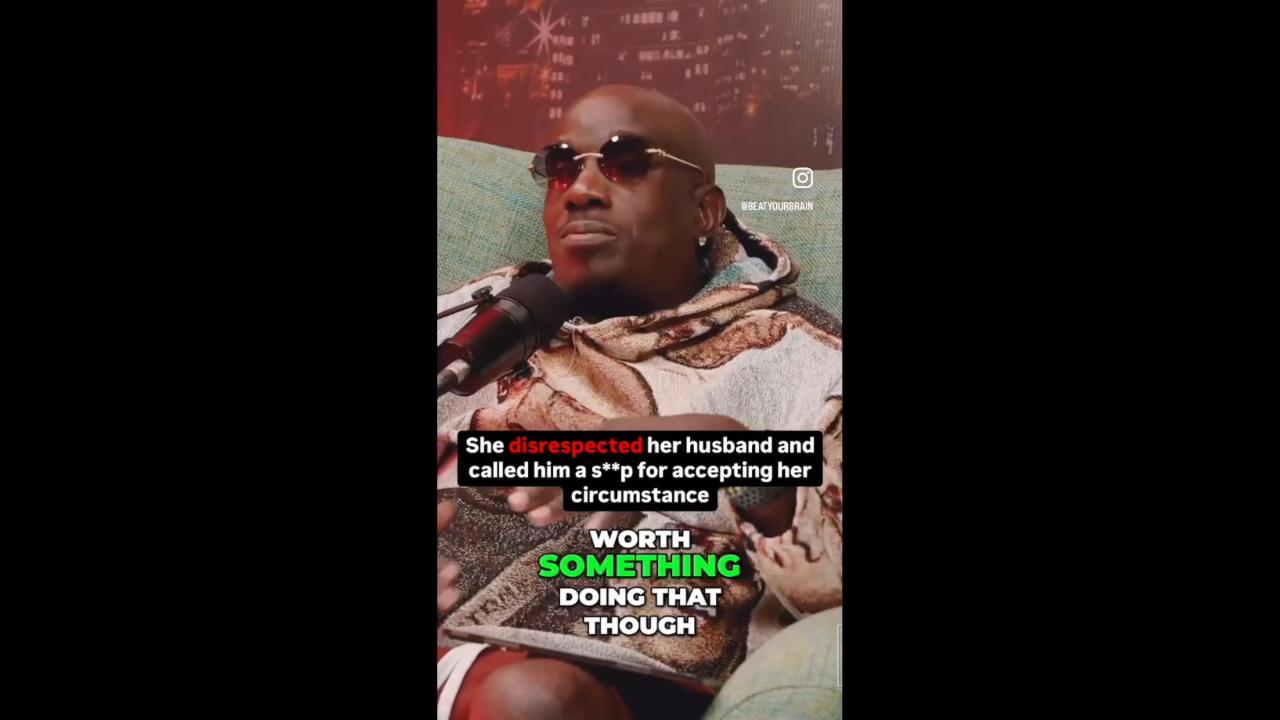 @BEATYOURBRAIN
She disrespected her husband and
called him a s**p for accepting her
circumstance
WORTH
SOMETHING
DOING THAT
THOUGH